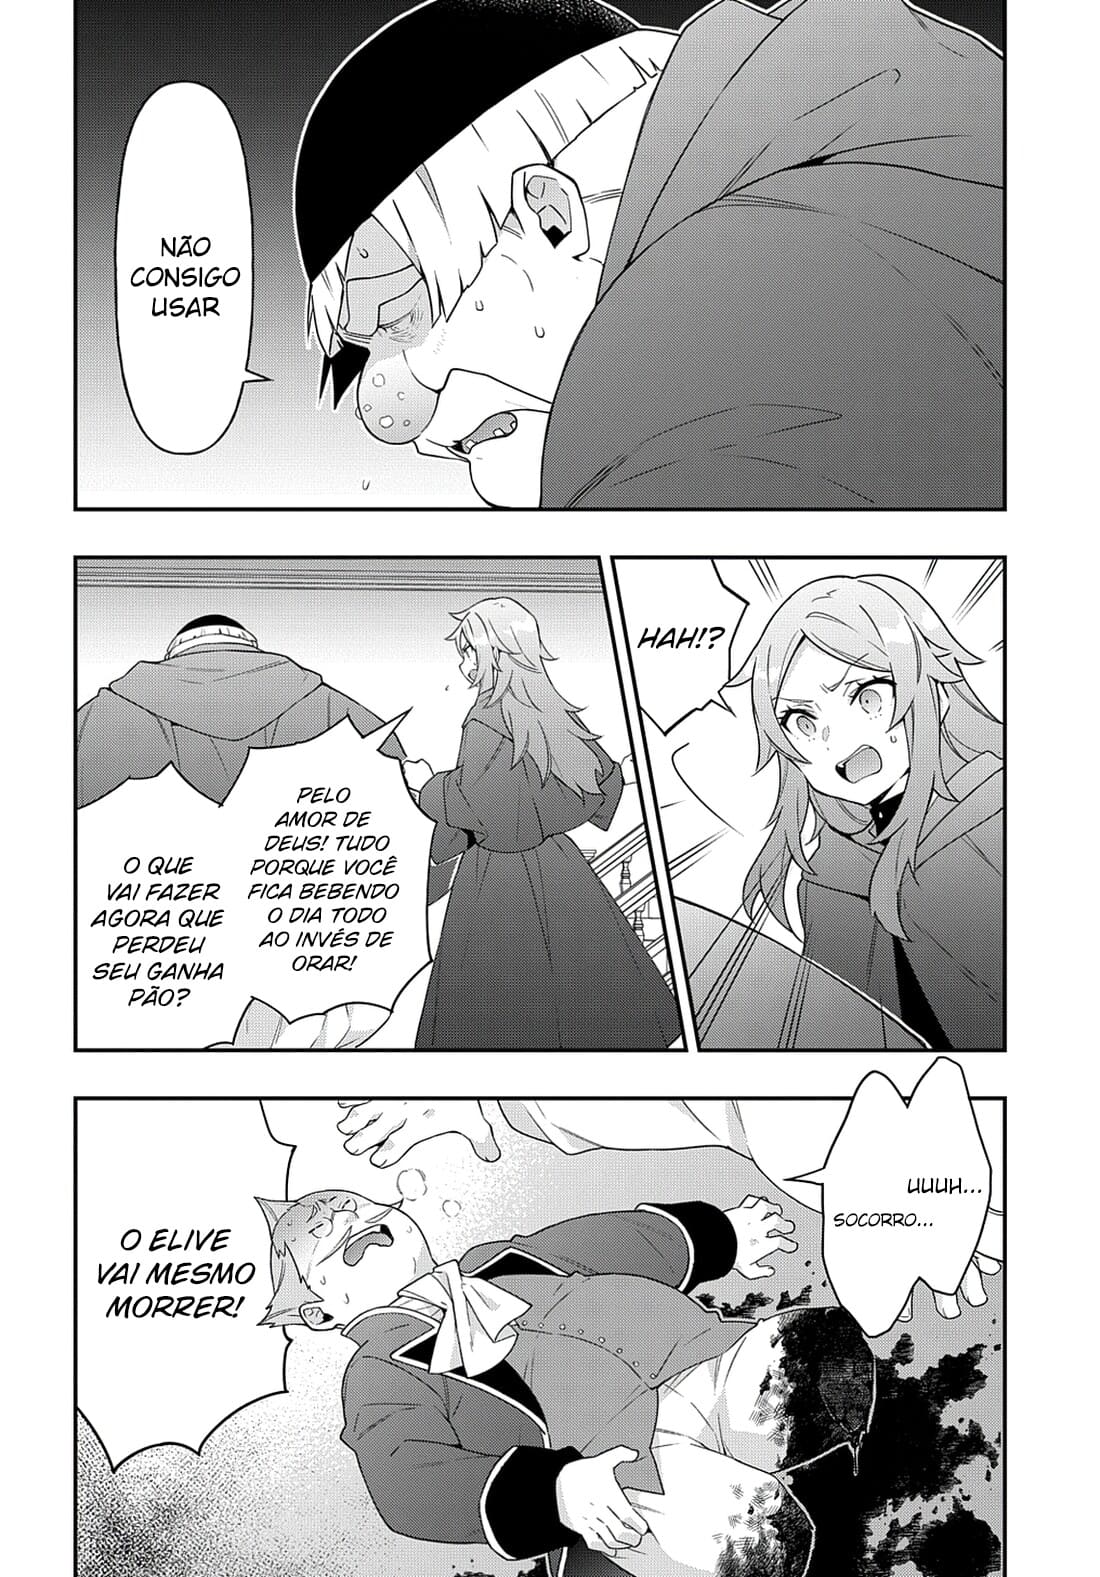 NÃO
CONSIGO
USAR
HAH!?
PELO
AMOR DE
DEUS! TUDO
PORQUE VOCÊ
FICA BEBENDO
O DIA TODO
AO INVÉS DE
ORAR!
O QUE
VAI FAZER
AGORA QUE
PERDEU
SEU GANHA
PÃO?
UUUH...
SOCORRO...
O ELIVE
VAI MESMO
MORRER!